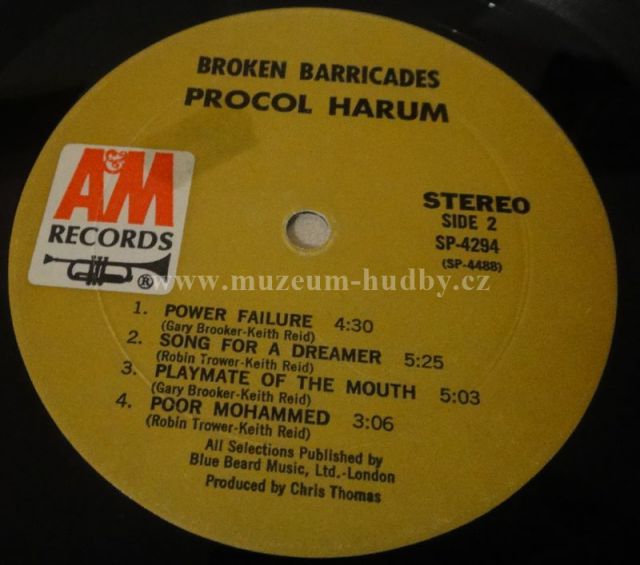 BROKEN BARRICADES
PROCOL HARUM
A&M
RECORDS
®
STEREO
SIDE 2
SP-4294
(SP-4488)
www.muzeum-hudby.cz
1. POWER FAILURE 4:30
(Gary Brooker-Keith Reid)
2. SONG FOR A DREAMER 5:25
(Robin Trower-Keith Reid)
3. PLAYMATE OF THE MOUTH 5:03
(Gary Brooker-Keith Reid)
4. POOR MOHAMMED 3:06
(Robin Trower-Keith Reid)
All Selections Published by
Blue Beard Music, Ltd.-London
Produced by Chris Thomas